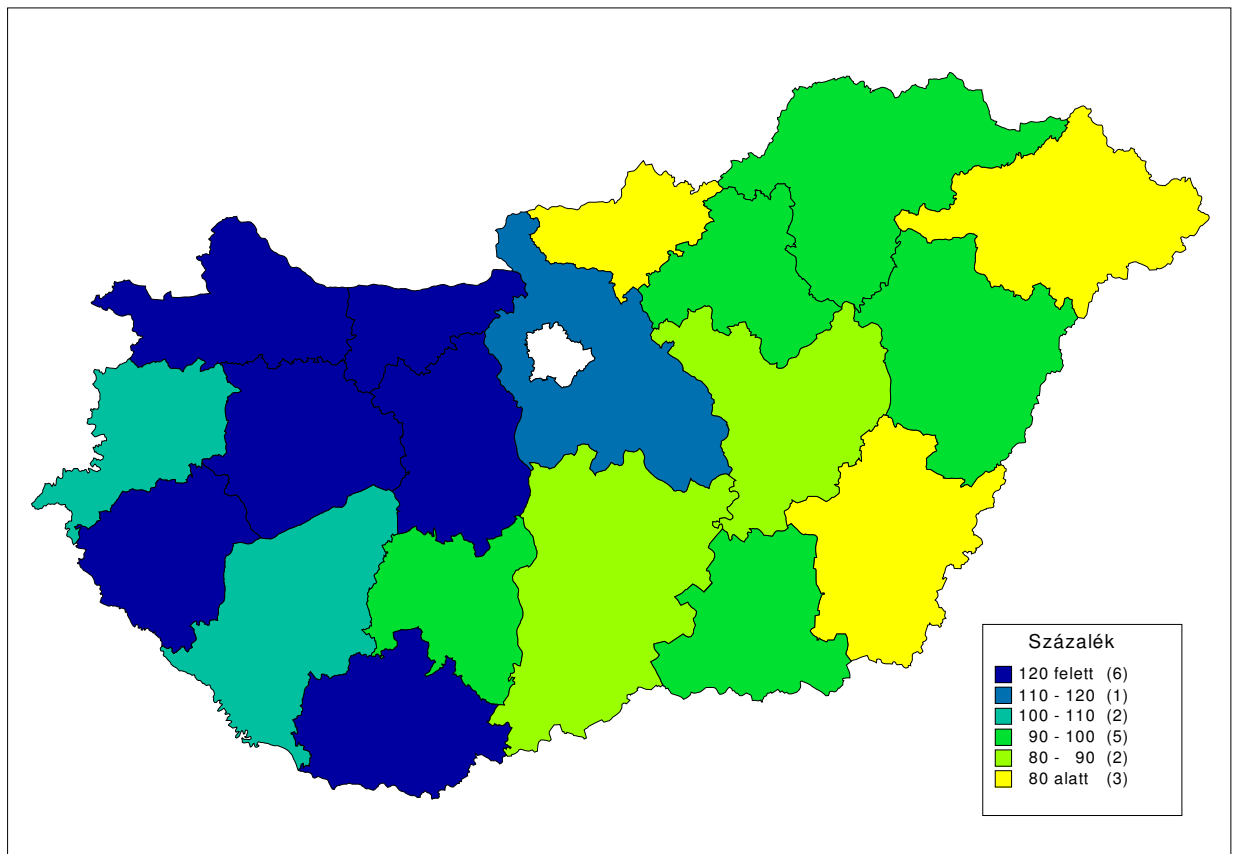 Százalék
120 felett (6)
110 - 120 (1)
100 - 110 (2)
90 - 100 (5)
80 - 90 (2)
80 alatt (3)